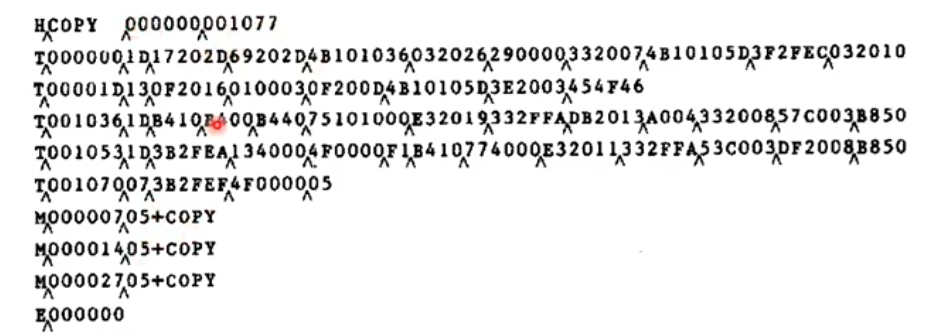 HCOPY 000000001077
T0000001D17202D69202D4B1010360320262900003320074B10105D3F2FEC032010
T00001D130F20160100030F200D4B10105D3E2003454F46
T0010361DB410B400B44075101000E32019332FFADB2013A00433200857C003B850
T0010531D3B2FEA1340004F0000F1B410774000E32011332FFA53C003DF2008B850
T001070073B2FEF4F000005
M00000705+COPY
M00001405+COPY
M00002705+COPY
E000000